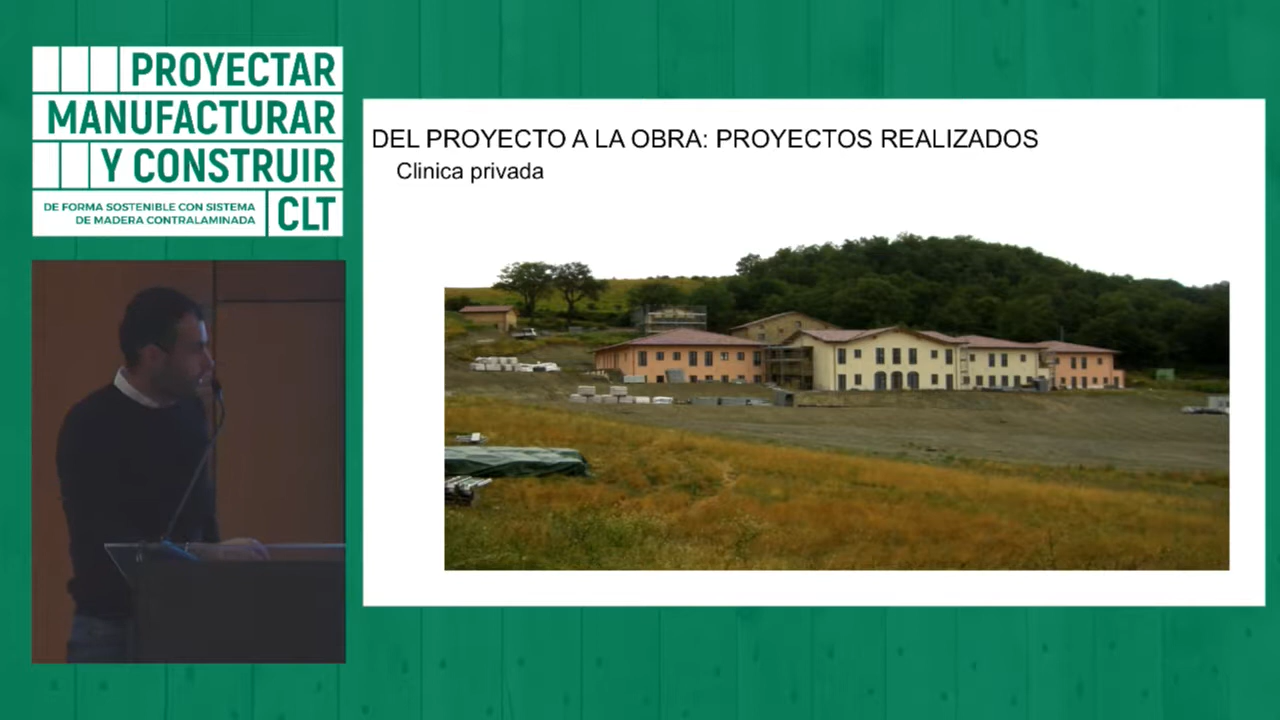 PROYECTAR
MANUFACTURAR
Y CONSTRUIR
DE FORMA SOSTENIBLE CON SISTEMA
DE MADERA CONTRALAMINADA
CLT
DEL PROYECTO A LA OBRA: PROYECTOS REALIZADOS
Clinica privada